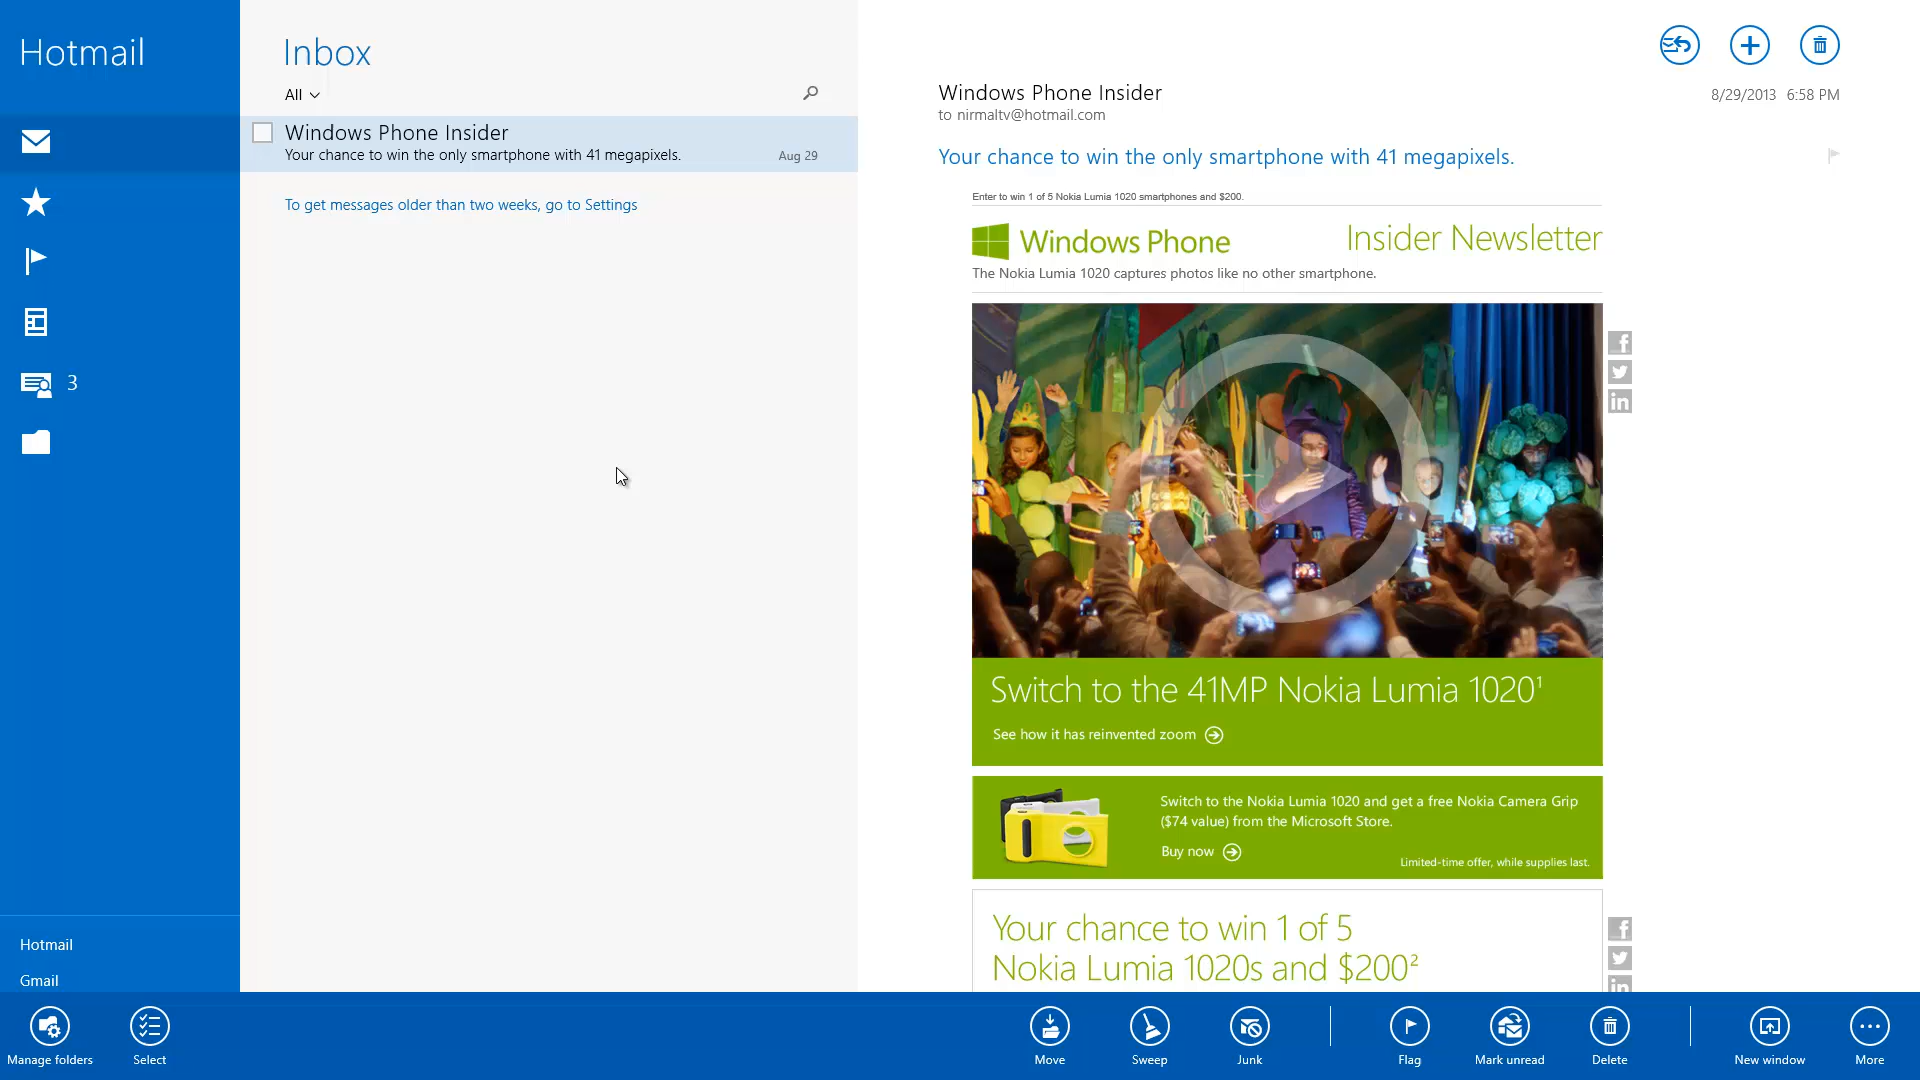 Hotmail
3
Hotmail
Gmail
Inbox
All
Windows Phone Insider
Your chance to win the only smartphone with 41 megapixels.
Aug 29
To get messages older than two weeks, go to Settings
Windows Phone Insider
8/29/2013 6:58 PM
to nirmaltv@hotmail.com
Your chance to win the only smartphone with 41 megapixels.
Enter to win 1 of 5 Nokia Lumia 1020 smartphones and $200.
Windows Phone
Insider Newsletter
The Nokia Lumia 1020 captures photos like no other smartphone.
f
in
Switch to the 41MP Nokia Lumia 1020¹
See how it has reinvented zoom
Switch to the Nokia Lumia 1020 and get a free Nokia Camera Grip
($74 value) from the Microsoft Store.
Buy now
Limited-time offer, while supplies last.
Your chance to win 1 of 5
Nokia Lumia 1020s and $200²
f
in
Manage folders
Select
Move
Sweep
Junk
Flag
Mark unread
Delete
New window
More